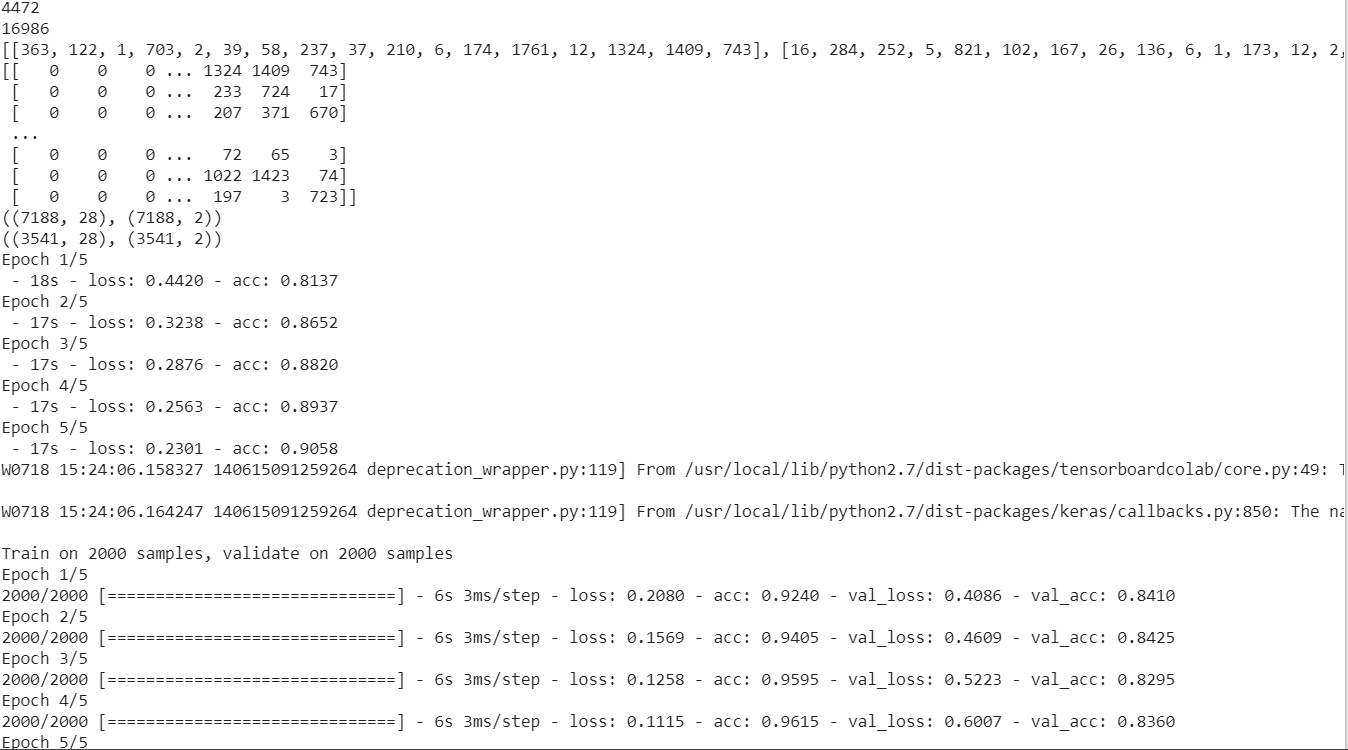 4472
16986
[[363, 122, 1, 703, 2, 39, 58, 237, 37, 210, 6, 174, 1761, 12, 1324, 1409, 743], [16, 284, 252, 5, 821, 102, 167, 26, 136, 6, 1, 173, 12, 2,
[[   0    0    0 ... 1324 1409  743]
 [   0    0    0 ...  233  724   17]
 [   0    0    0 ...  207  371  670]
 ...
 [   0    0    0 ...   72   65    3]
 [   0    0    0 ... 1022 1423   74]
 [   0    0    0 ...  197    3  723]]
((7188, 28), (7188, 2))
((3541, 28), (3541, 2))
Epoch 1/5
 - 18s - loss: 0.4420 - acc: 0.8137
Epoch 2/5
 - 17s - loss: 0.3238 - acc: 0.8652
Epoch 3/5
 - 17s - loss: 0.2876 - acc: 0.8820
Epoch 4/5
 - 17s - loss: 0.2563 - acc: 0.8937
Epoch 5/5
 - 17s - loss: 0.2301 - acc: 0.9058
W0718 15:24:06.158327 140615091259264 deprecation_wrapper.py:119] From /usr/local/lib/python2.7/dist-packages/tensorboardcolab/core.py:49:
W0718 15:24:06.164247 140615091259264 deprecation_wrapper.py:119] From /usr/local/lib/python2.7/dist-packages/keras/callbacks.py:850: The na
Train on 2000 samples, validate on 2000 samples
Epoch 1/5
2000/2000 [==============================] - 6s 3ms/step - loss: 0.2080 - acc: 0.9240 - val_loss: 0.4086 - val_acc: 0.8410
Epoch 2/5
2000/2000 [==============================] - 6s 3ms/step - loss: 0.1569 - acc: 0.9405 - val_loss: 0.4609 - val_acc: 0.8425
Epoch 3/5
2000/2000 [==============================] - 6s 3ms/step - loss: 0.1258 - acc: 0.9595 - val_loss: 0.5223 - val_acc: 0.8295
Epoch 4/5
2000/2000 [==============================] - 6s 3ms/step - loss: 0.1115 - acc: 0.9615 - val_loss: 0.6007 - val_acc: 0.8360
Epoch 5/5